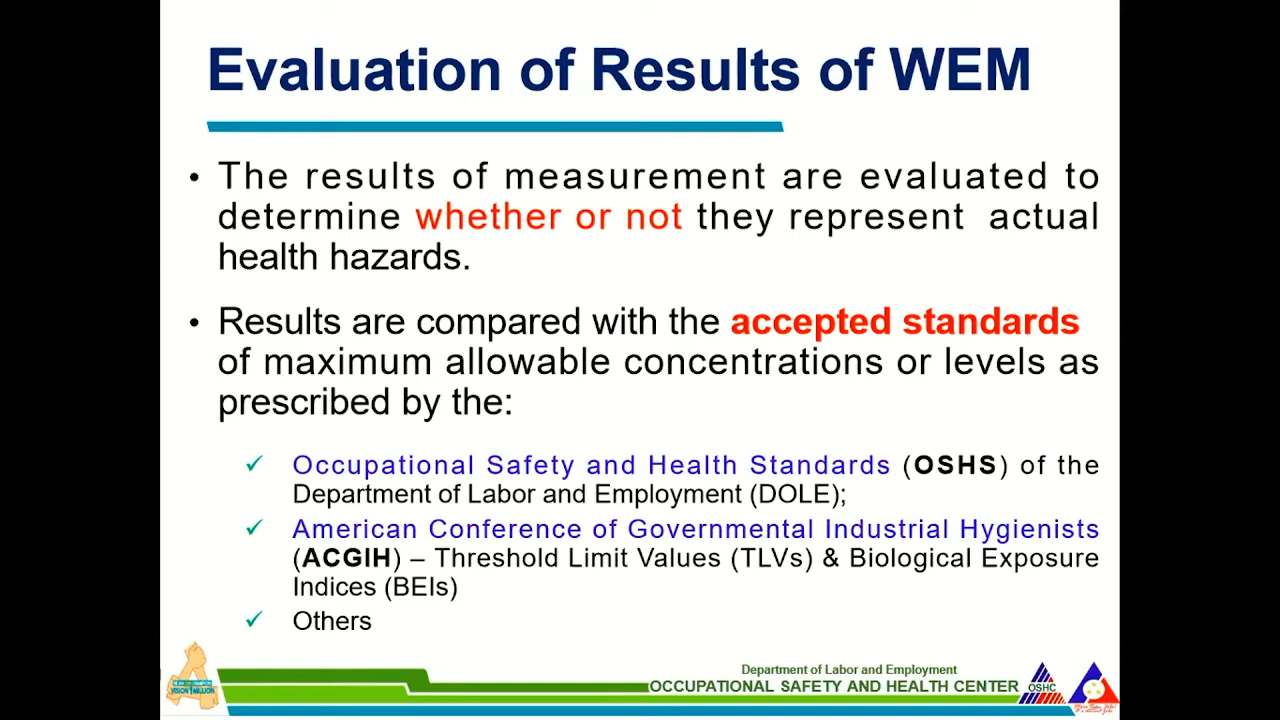 Evaluation of Results of WEM
• The results of measurement are evaluated to
determine whether or not they represent actual
health hazards.
• Results are compared with the accepted standards
of maximum allowable concentrations or levels as
prescribed by the:
✓ Occupational Safety and Health Standards (OSHS) of the
Department of Labor and Employment (DOLE);
✓ American Conference of Governmental Industrial Hygienists
(ACGIH) – Threshold Limit Values (TLVs) & Biological Exposure
Indices (BEIs)
✓ Others
VISION 1 MILLION
Department of Labor and Employment
OCCUPATIONAL SAFETY AND HEALTH CENTER
OSHC